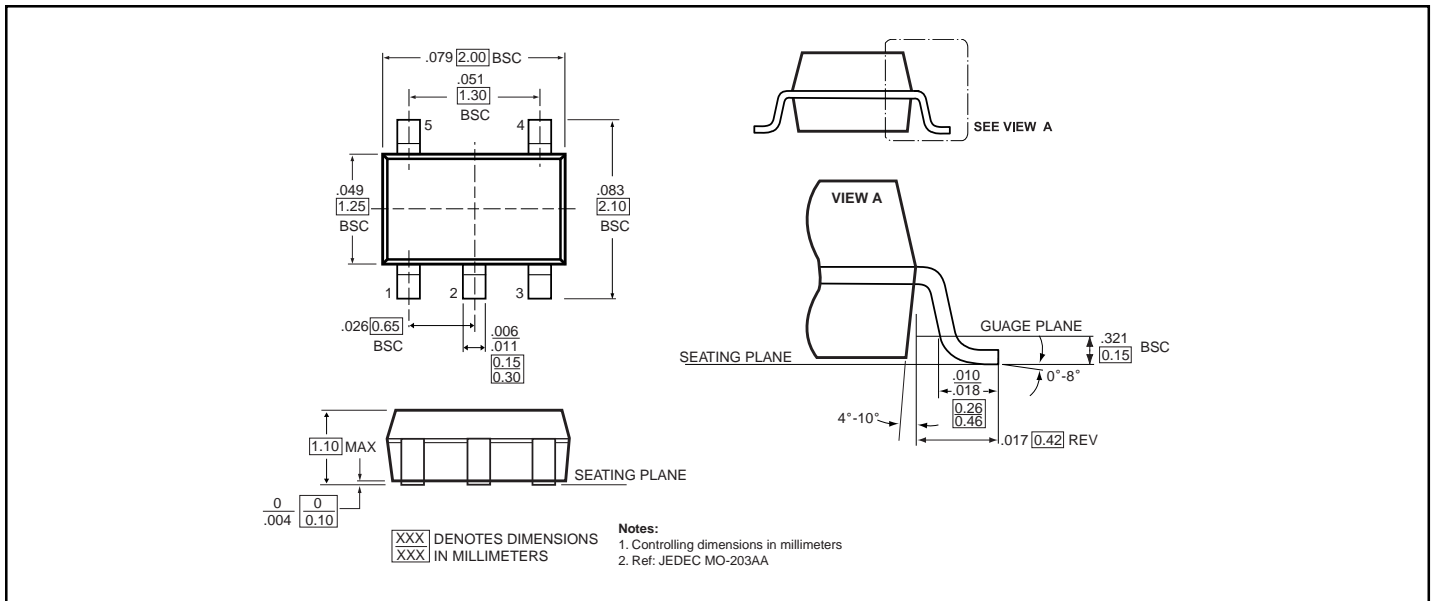 .079 2.00 BSC
.051
1.30
BSC
5 4
.049
1.25
BSC
.083
2.10
BSC
1 2 3
.026 0.65
BSC
.006
.011
0.15
0.30
1.10 MAX
SEATING PLANE
0
.004
0
0.10
XXX
XXX
DENOTES DIMENSIONS
IN MILLIMETERS
SEE VIEW A
VIEW A
GUAGE PLANE
SEATING PLANE
.321
0.15
BSC
0°-8°
.010
.018
0.26
0.46
4°-10°
.017 0.42 REV
Notes:
1. Controlling dimensions in millimeters
2. Ref: JEDEC MO-203AA